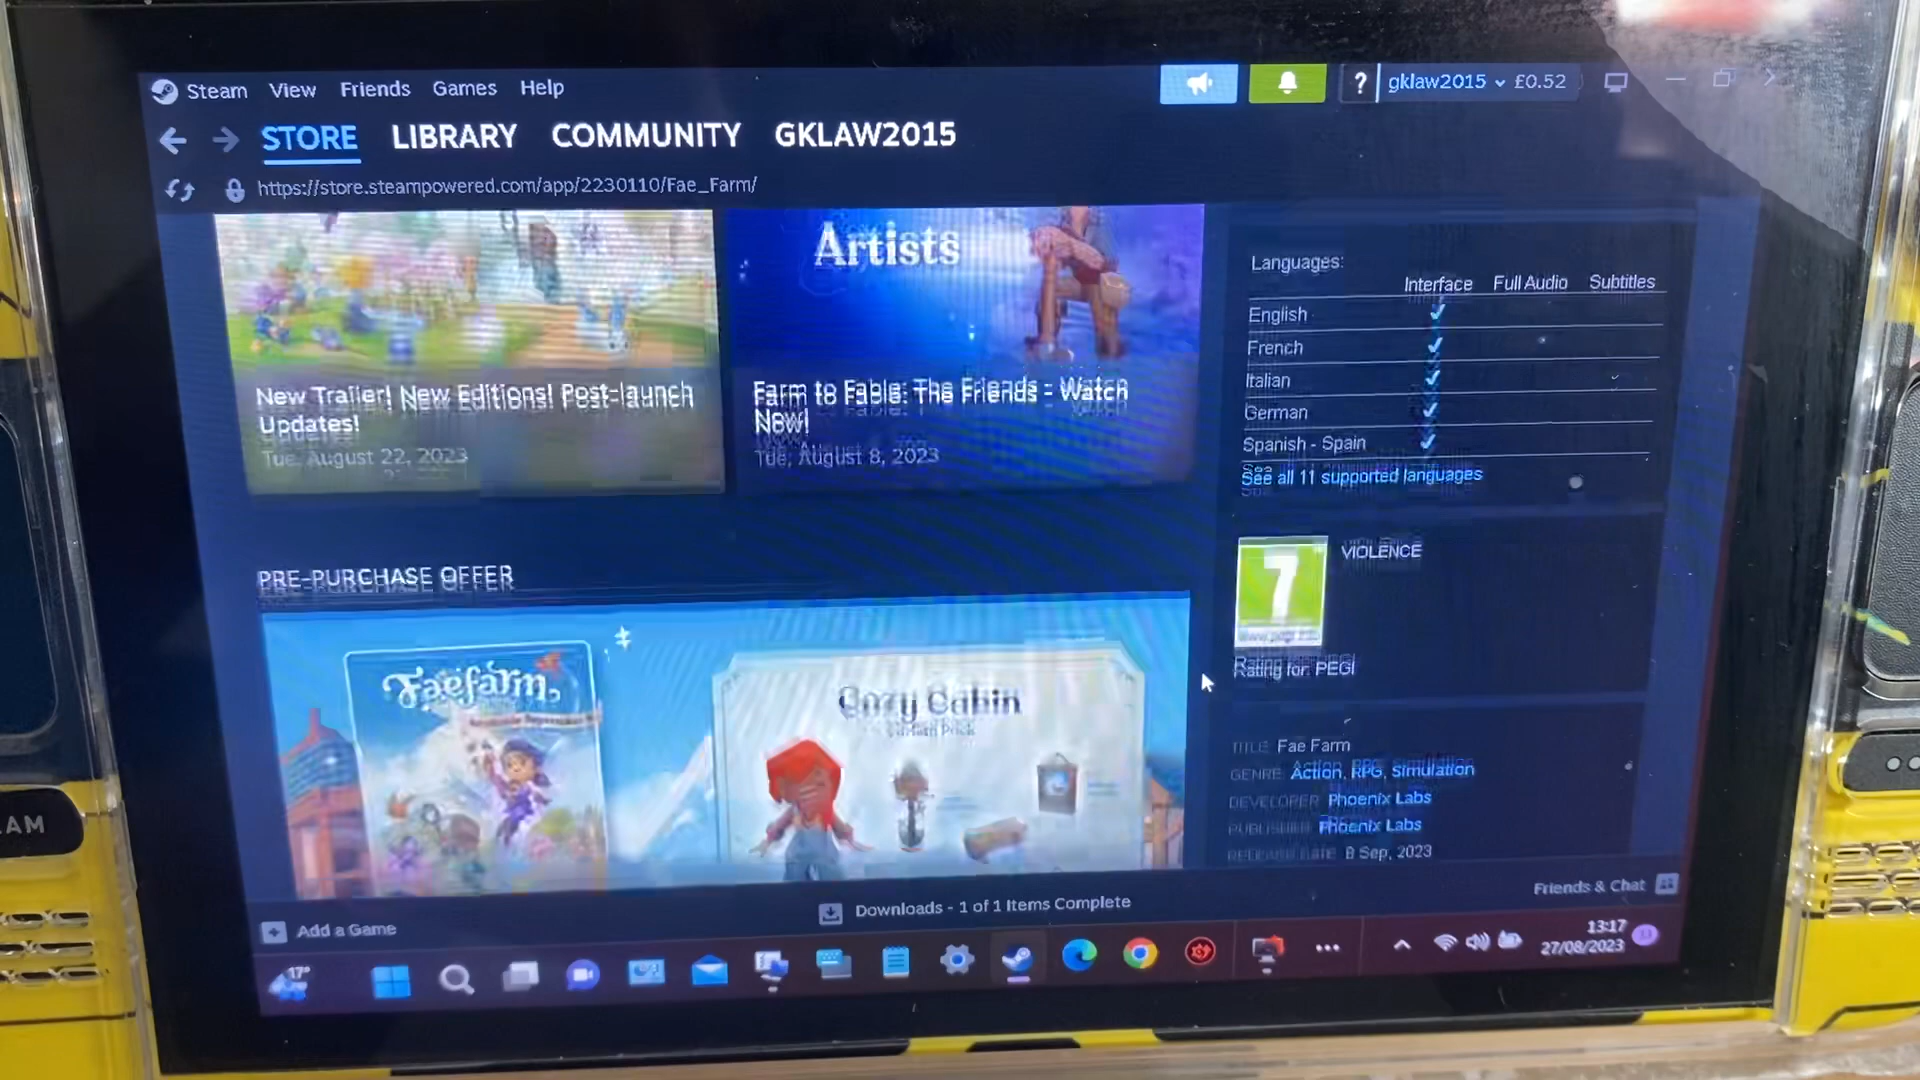 Steam View Friends Games Help
? gklaw2015 £0.52
STORE LIBRARY COMMUNITY GKLAW2015
https://store.steampowered.com/app/2230110/Fae_Farm/
New Trailer! New Editions! Post-launch
Updates!
Tue, August 22, 2023
Artists
Farm to Fable: The Friends - Watch
Now!
Tue, August 8, 2023
Languages:
Interface Full Audio Subtitles
English
French
Italian
German
Spanish - Spain
See all 11 supported languages
7
VIOLENCE
Rating for: PEGI
PRE-PURCHASE OFFER
Faefarm
Cozy Cabin
TITLE: Fae Farm
GENRE: Action, RPG, Simulation
DEVELOPER: Phoenix Labs
PUBLISHER: Phoenix Labs
RELEASE DATE: 8 Sep, 2023
Add a Game
Downloads - 1 of 1 Items Complete
Friends & Chat
17°
13:17
27/08/2023
AM